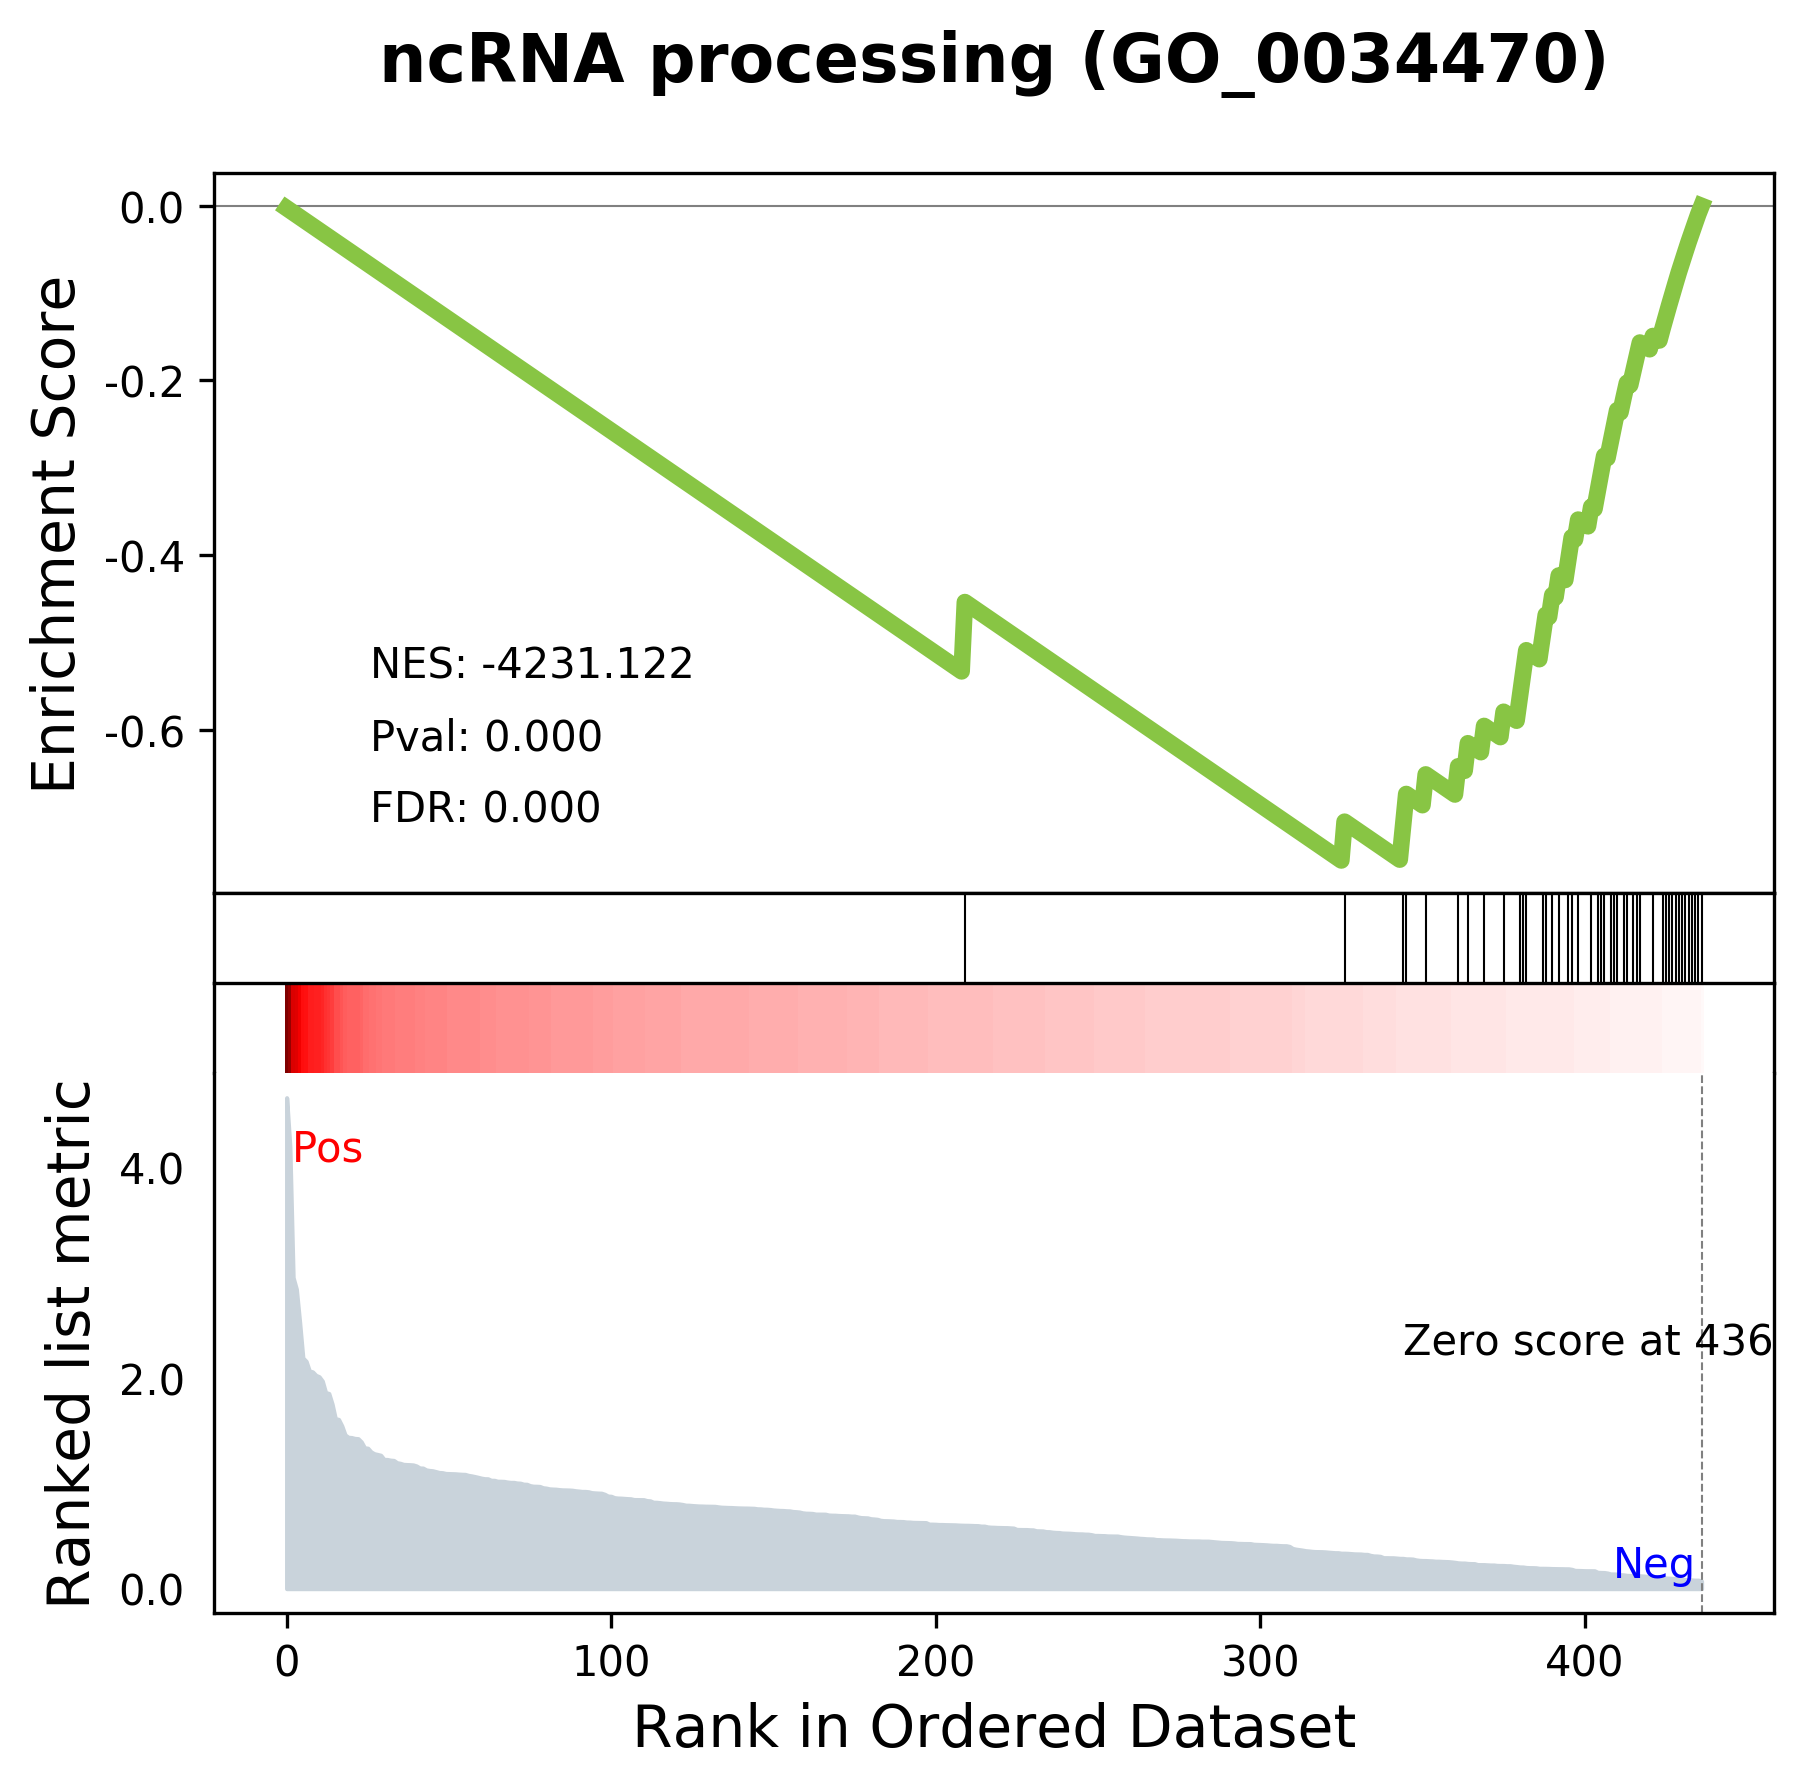 ncRNA processing (GO_0034470)
Enrichment Score
0.0
-0.2
-0.4
-0.6
NES: -4231.122
Pval: 0.000
FDR: 0.000
Ranked list metric
4.0
2.0
0.0
Pos
Zero score at 436
Neg
0 100 200 300 400
Rank in Ordered Dataset